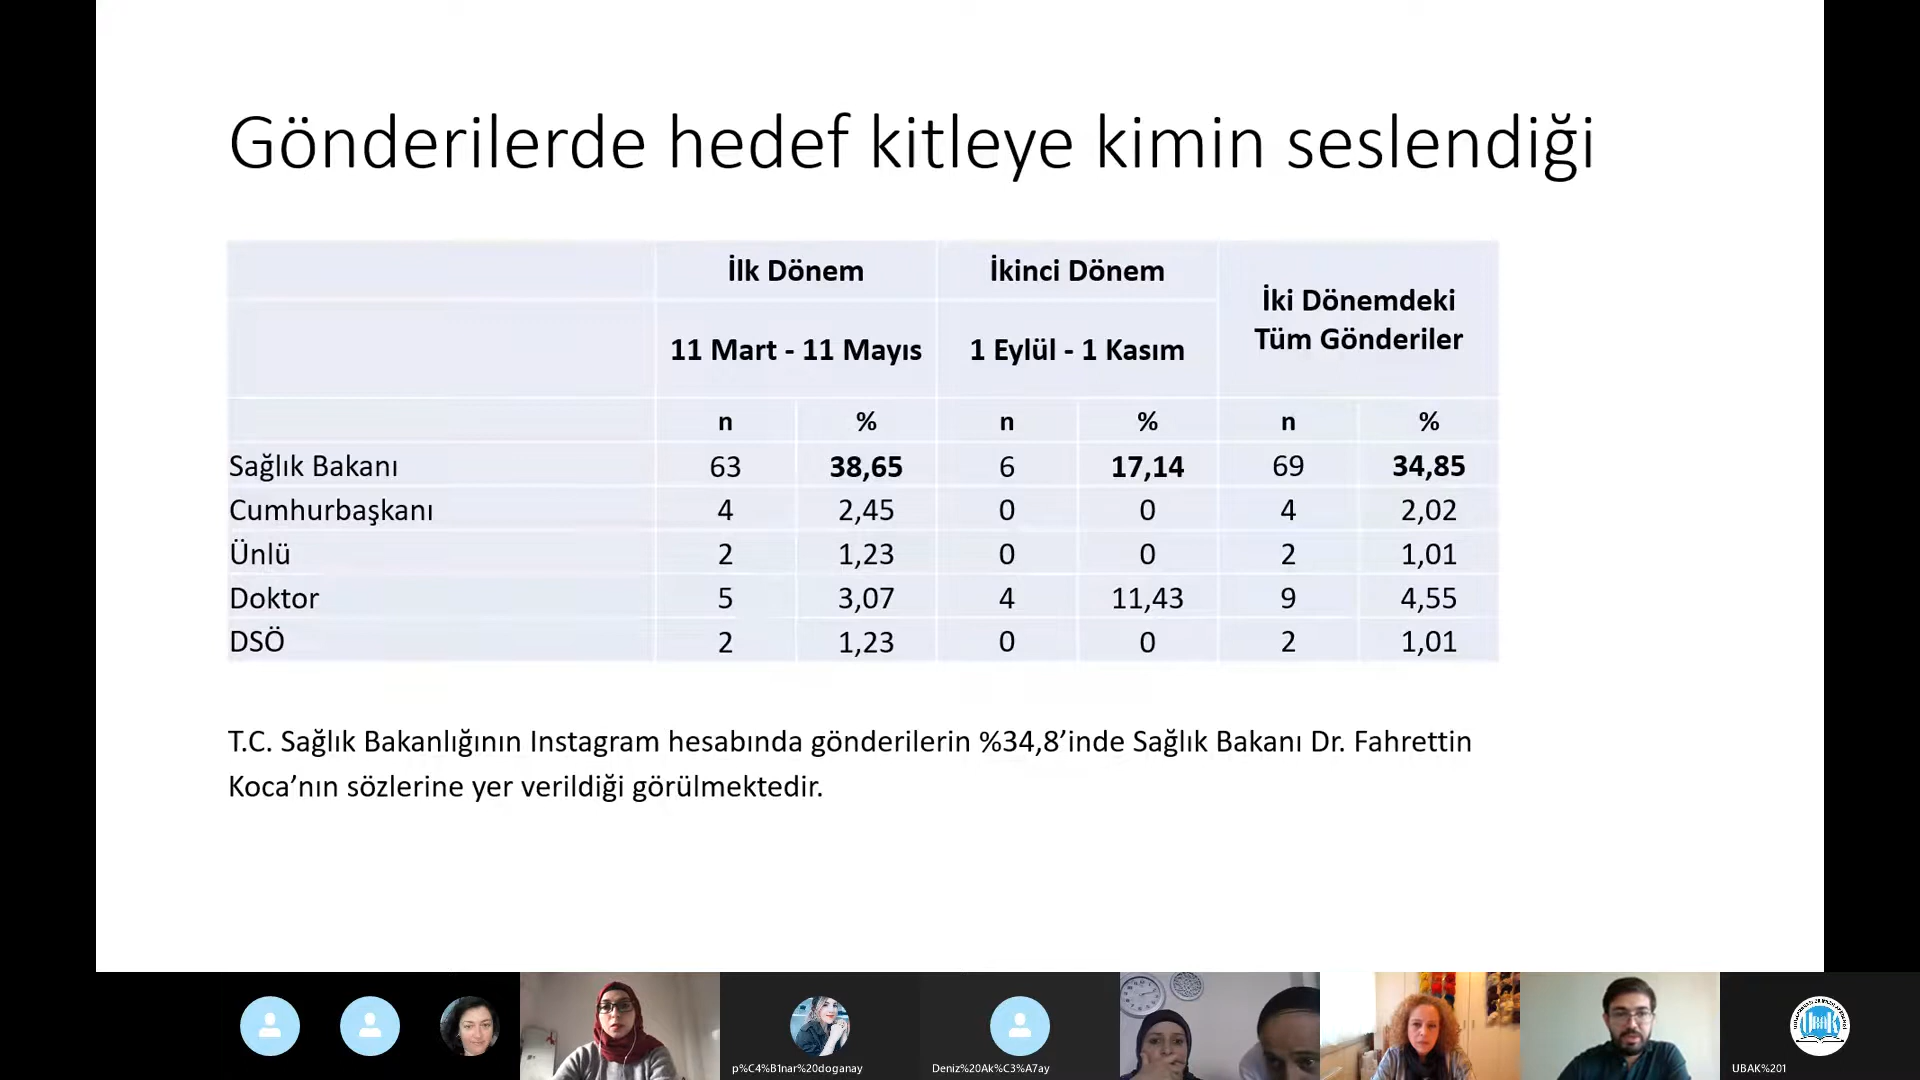 Gönderilerde hedef kitleye kimin seslendiği
İlk Dönem İkinci Dönem İki Dönemdeki Tüm Gönderiler
11 Mart - 11 Mayıs 1 Eylül - 1 Kasım
n % n % n %
Sağlık Bakanı 63 38,65 6 17,14 69 34,85
Cumhurbaşkanı 4 2,45 0 0 4 2,02
Ünlü 2 1,23 0 0 2 1,01
Doktor 5 3,07 4 11,43 9 4,55
DSÖ 2 1,23 0 0 2 1,01
T.C. Sağlık Bakanlığının Instagram hesabında gönderilerin %34,8’inde Sağlık Bakanı Dr. Fahrettin
Koca’nın sözlerine yer verildiği görülmektedir.
p%C4%B1nar%20doganay
Deniz%20Ak%C3%A7ay
UBAK
UBAK%201